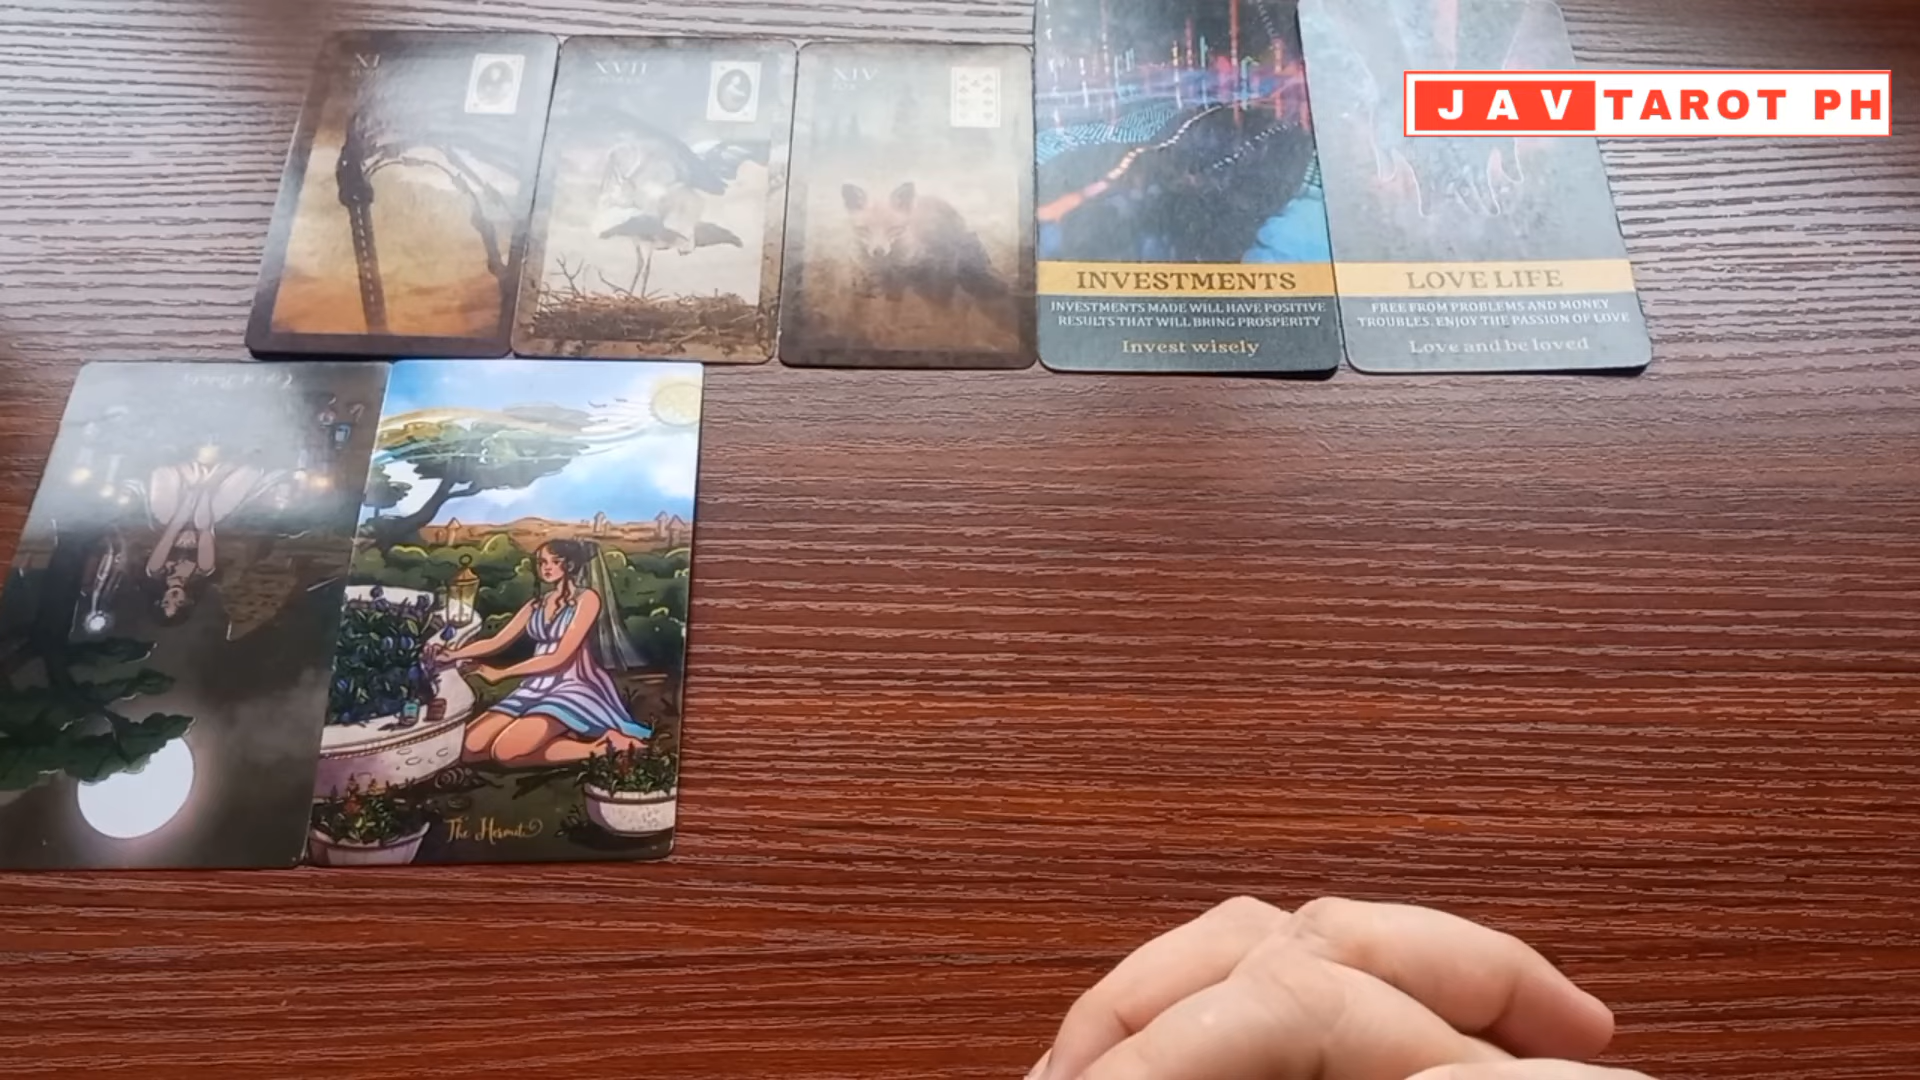 XI
XVII
XIV
JAV TAROT PH
INVESTMENTS
INVESTMENTS MADE WILL HAVE POSITIVE
RESULTS THAT WILL BRING PROSPERITY
Invest wisely
LOVE LIFE
FREE FROM PROBLEMS AND MONEY
TROUBLES. ENJOY THE PASSION OF LOVE
Love and be loved
The Hermit